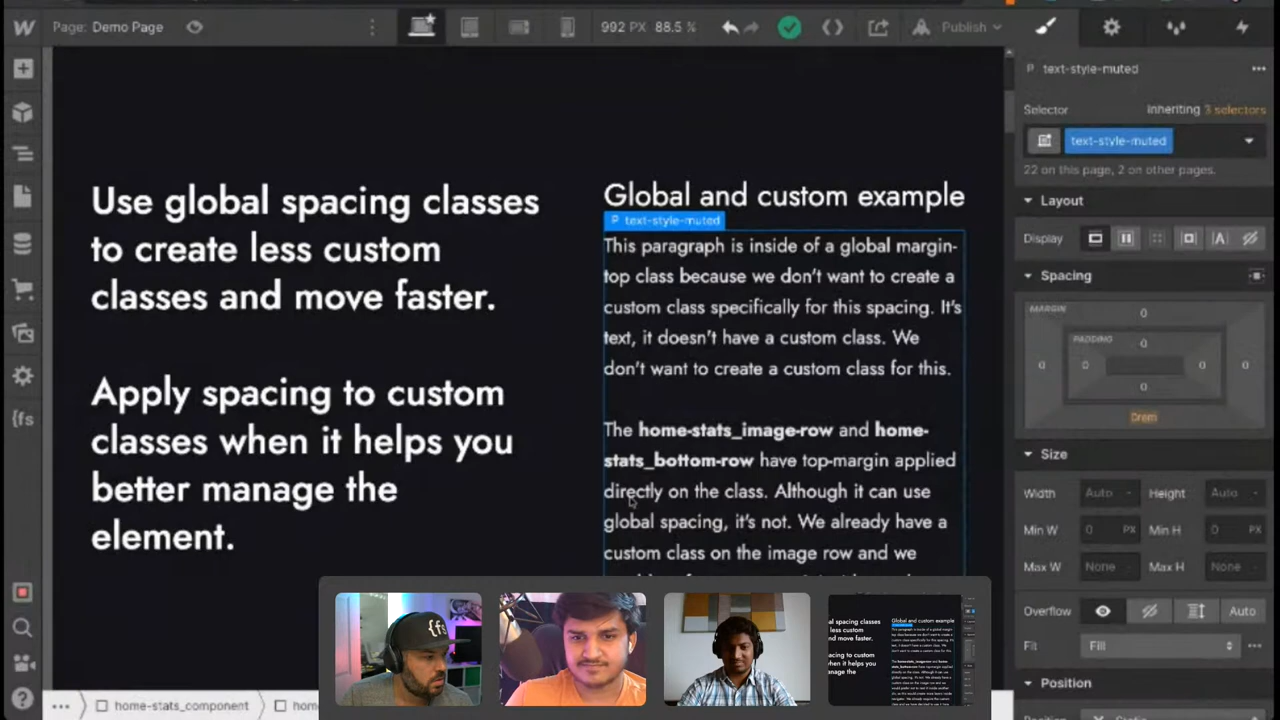 Page: Demo Page
992 PX 88.5 %
Publish
Use global spacing classes
to create less custom
classes and move faster.
Apply spacing to custom
classes when it helps you
better manage the
element.
Global and custom example
P text-style-muted
This paragraph is inside of a global margin-
top class because we don't want to create a
custom class specifically for this spacing. It's
text, it doesn't have a custom class. We
don't want to create a custom class for this.
The home-stats_image-row and home-
stats_bottom-row have top-margin applied
directly on the class. Although it can use
global spacing, it's not. We already have a
custom class on the image row and we
P text-style-muted
Selector Inheriting 3 selectors
text-style-muted
22 on this page, 2 on other pages.
Layout
Display
Spacing
MARGIN 0
PADDING 0
0 0 0 0
0
0rem
Size
Width Auto Height Auto
Min W 0 PX Min H 0 PX
Max W None Max H None
Overflow Auto
Fit Fill
Position
{fs
home-stats_component
{fs